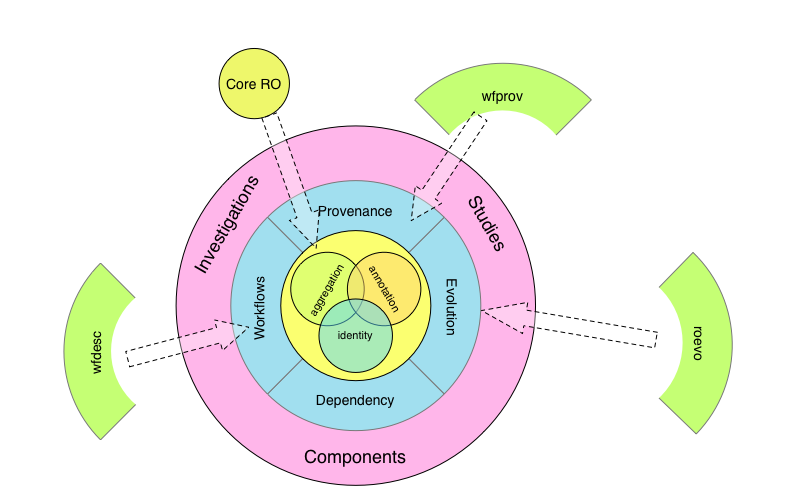 Core RO
wfprov
Investigations
Studies
Provenance
Workflows
aggregation
annotation
Evolution
identity
wfdesc
roevo
Dependency
Components